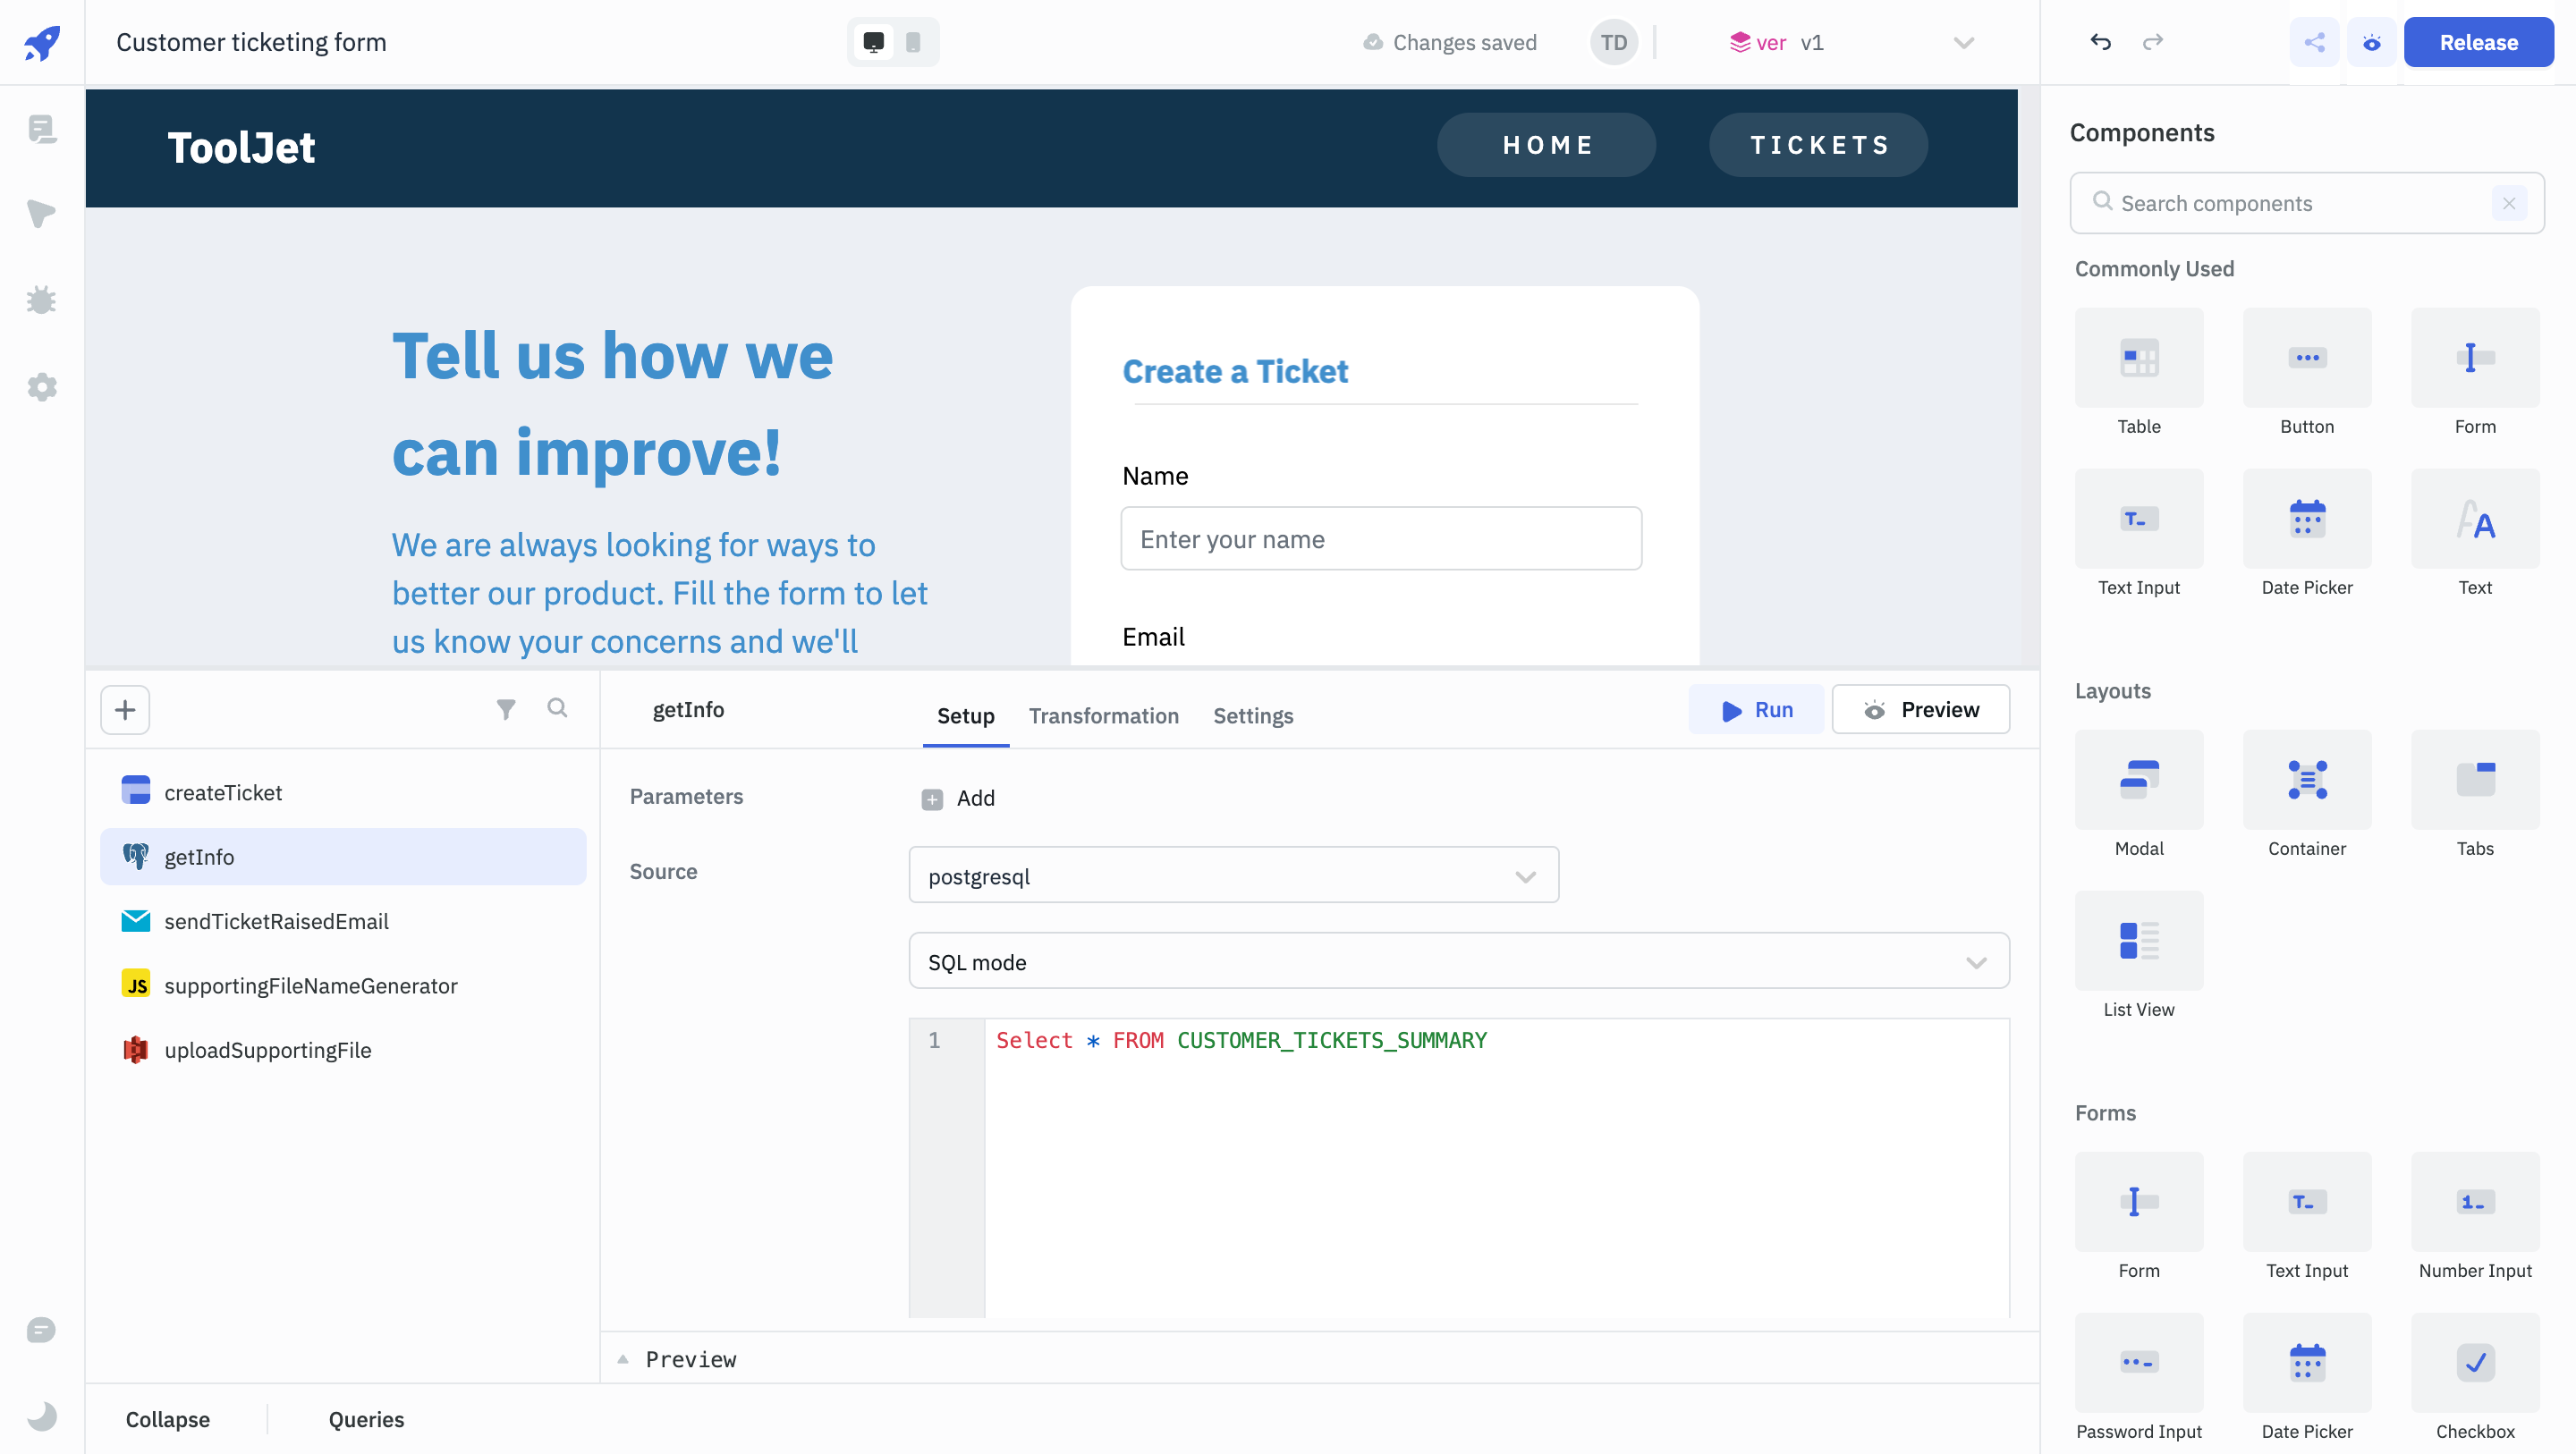 Customer ticketing form
Changes saved
TD
ver v1
Release
ToolJet
HOME
TICKETS
Tell us how we
can improve!
We are always looking for ways to
better our product. Fill the form to let
us know your concerns and we'll
Create a Ticket
Name
Enter your name
Email
Components
Search components
Commonly Used
Table
Button
Form
Text Input
Date Picker
Text
Layouts
Modal
Container
Tabs
List View
Forms
Form
Text Input
Number Input
Password Input
Date Picker
Checkbox
createTicket
getInfo
sendTicketRaisedEmail
JS supportingFileNameGenerator
uploadSupportingFile
getInfo
Setup
Transformation
Settings
Run
Preview
Parameters
Add
Source
postgresql
SQL mode
1 Select * FROM CUSTOMER_TICKETS_SUMMARY
Preview
Collapse
Queries